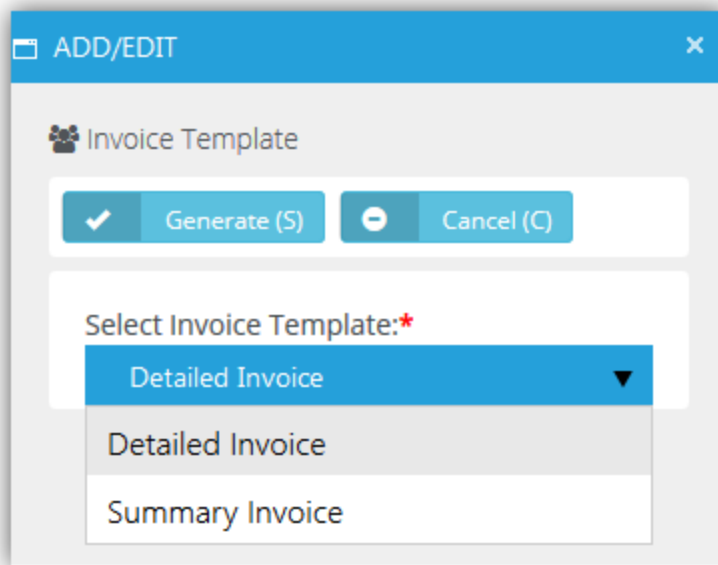 ADD/EDIT
Invoice Template
Generate (S) Cancel (C)
Select Invoice Template:*
Detailed Invoice
Detailed Invoice
Summary Invoice